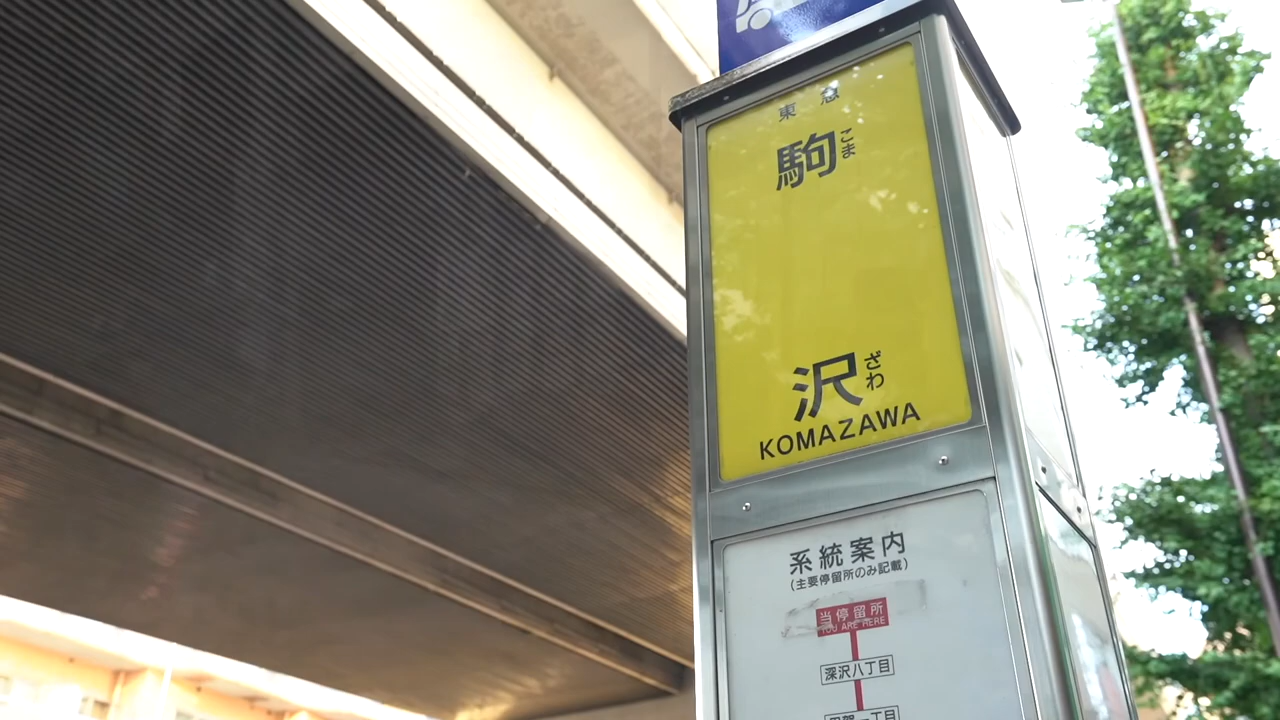 東急
駒
こま
沢
ざわ
KOMAZAWA
系統案内
(主要停留所のみ記載)
当停留所
YOU ARE HERE
深沢八丁目